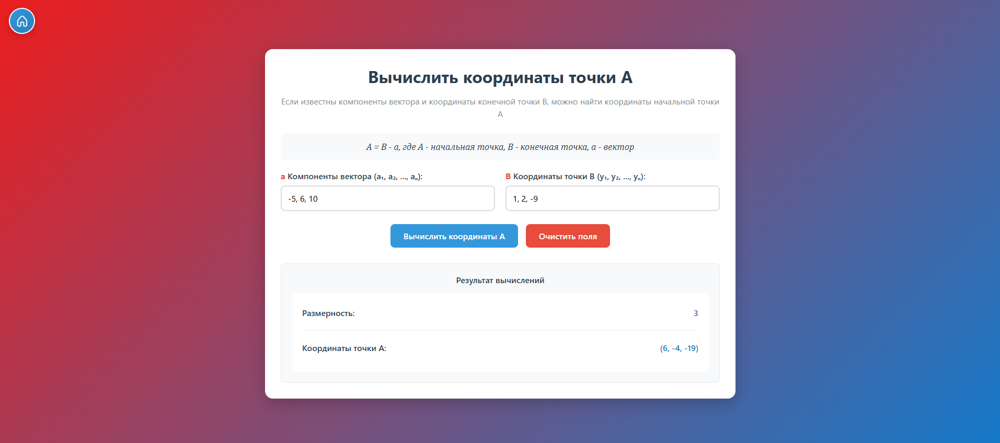 Вычислить координаты точки A
Если известны компоненты вектора и координаты конечной точки B, можно найти координаты начальной точки
A
A = B - a, где A - начальная точка, B - конечная точка, a - вектор
a Компоненты вектора (a₁, a₂, ..., aₙ):
B Координаты точки B (y₁, y₂, ..., yₙ):
-5, 6, 10
1, 2, -9
Вычислить координаты A
Очистить поля
Результат вычислений
Размерность:
3
Координаты точки A:
(6, -4, -19)